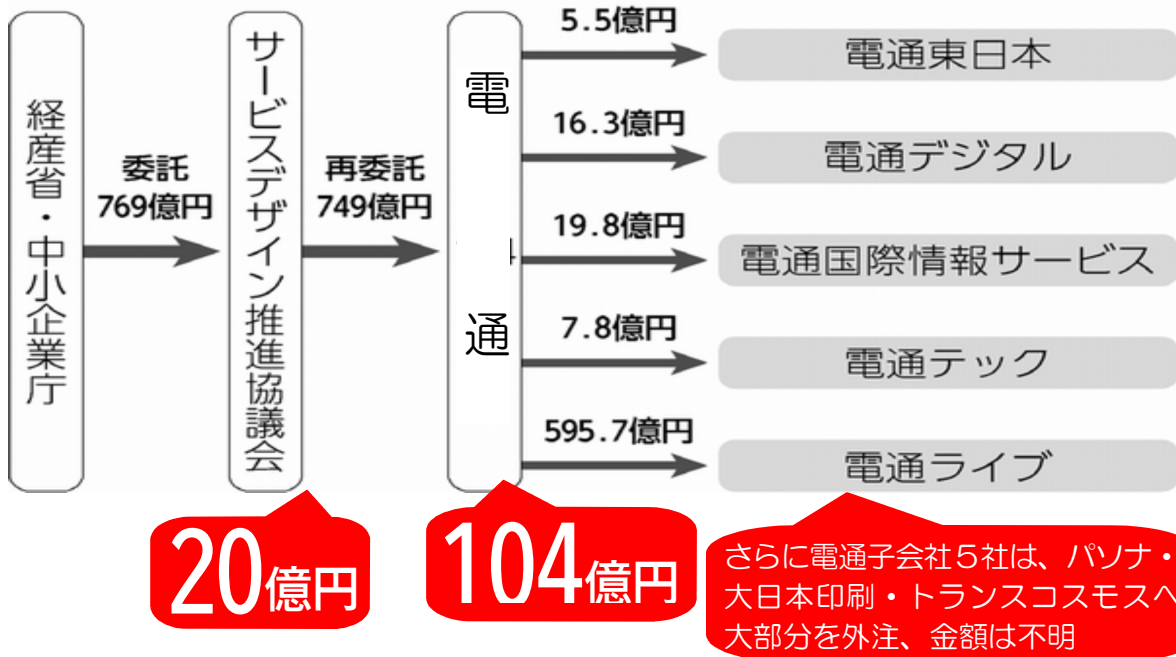 経産省・中小企業庁
委託
769億円
サービスデザイン推進協議会
再委託
749億円
電通
5.5億円
電通東日本
16.3億円
電通デジタル
19.8億円
電通国際情報サービス
7.8億円
電通テック
595.7億円
電通ライブ
20億円
104億円
さらに電通子会社５社は、パソナ・
大日本印刷・トランスコスモスへ
大部分を外注、金額は不明